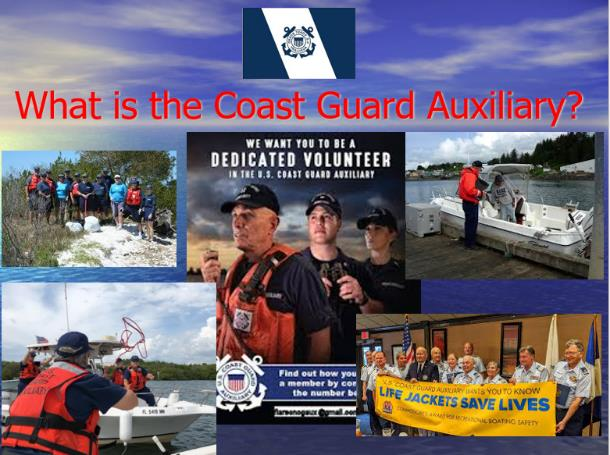 What is the Coast Guard Auxiliary?
WE WANT YOU TO BE A
DEDICATED VOLUNTEER
IN THE U.S. COAST GUARD AUXILIARY
Find out how you
a member by con
the number be
U.S. COAST GUARD AUXILIARY WANTS YOU TO KNOW
LIFE JACKETS SAVE LIVES